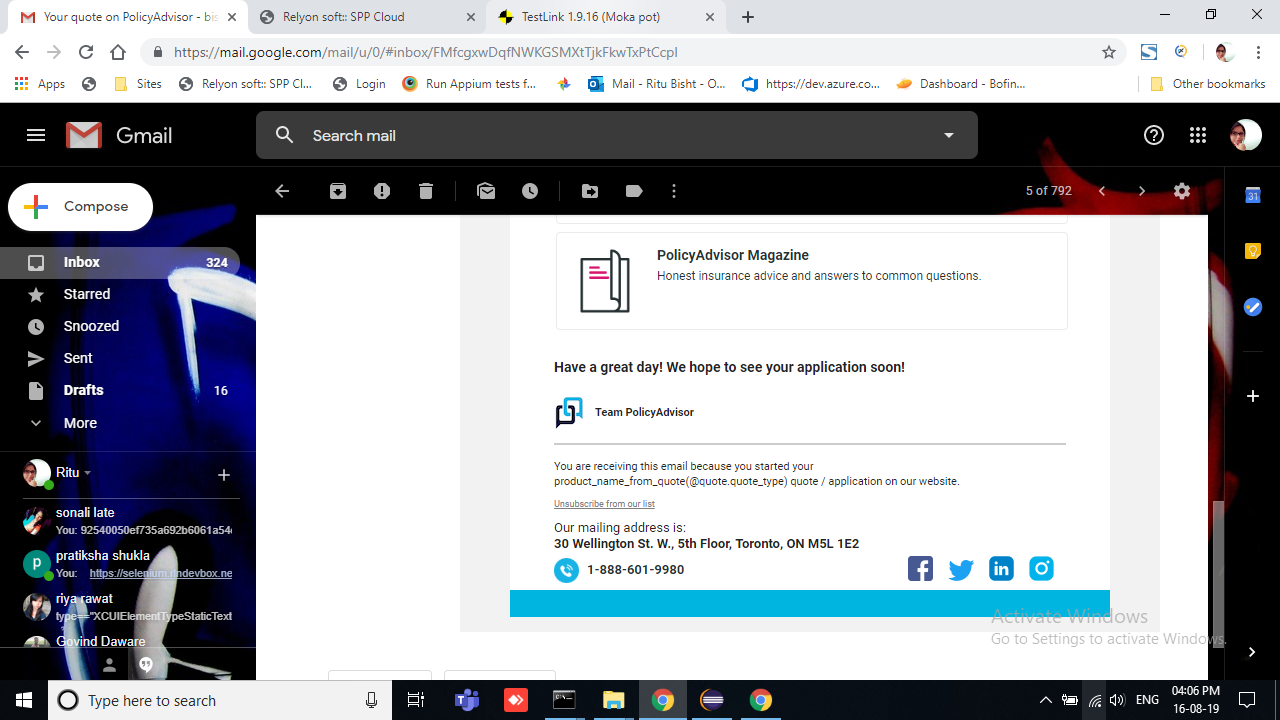 Your quote on PolicyAdvisor - bis
Relyon soft:: SPP Cloud
TestLink 1.9.16 (Moka pot)
https://mail.google.com/mail/u/0/#inbox/FMfcgxwDqfNWKGSMXtTjkFkwTxPtCcpI
Apps
Sites
Relyon soft:: SPP Cl...
Login
Run Appium tests f...
Mail - Ritu Bisht - O...
https://dev.azure.co...
Dashboard - Bofin...
Other bookmarks
Gmail
Search mail
5 of 792
Compose
Inbox 324
Starred
Snoozed
Sent
Drafts 16
More
Ritu
sonali late
You: 92540050ef735a692b6061a54
pratiksha shukla
You: https://selenium.jindevbox.ne
riya rawat
type=="XCUIElementTypeStaticText
Govind Daware
31
PolicyAdvisor Magazine
Honest insurance advice and answers to common questions.
Have a great day! We hope to see your application soon!
Team PolicyAdvisor
You are receiving this email because you started your
product_name_from_quote(@quote.quote_type) quote / application on our website.
Unsubscribe from our list
Our mailing address is:
30 Wellington St. W., 5th Floor, Toronto, ON M5L 1E2
1-888-601-9980
Activate Windows
Go to Settings to activate Windows.
Type here to search
ENG
04:06 PM
16-08-19